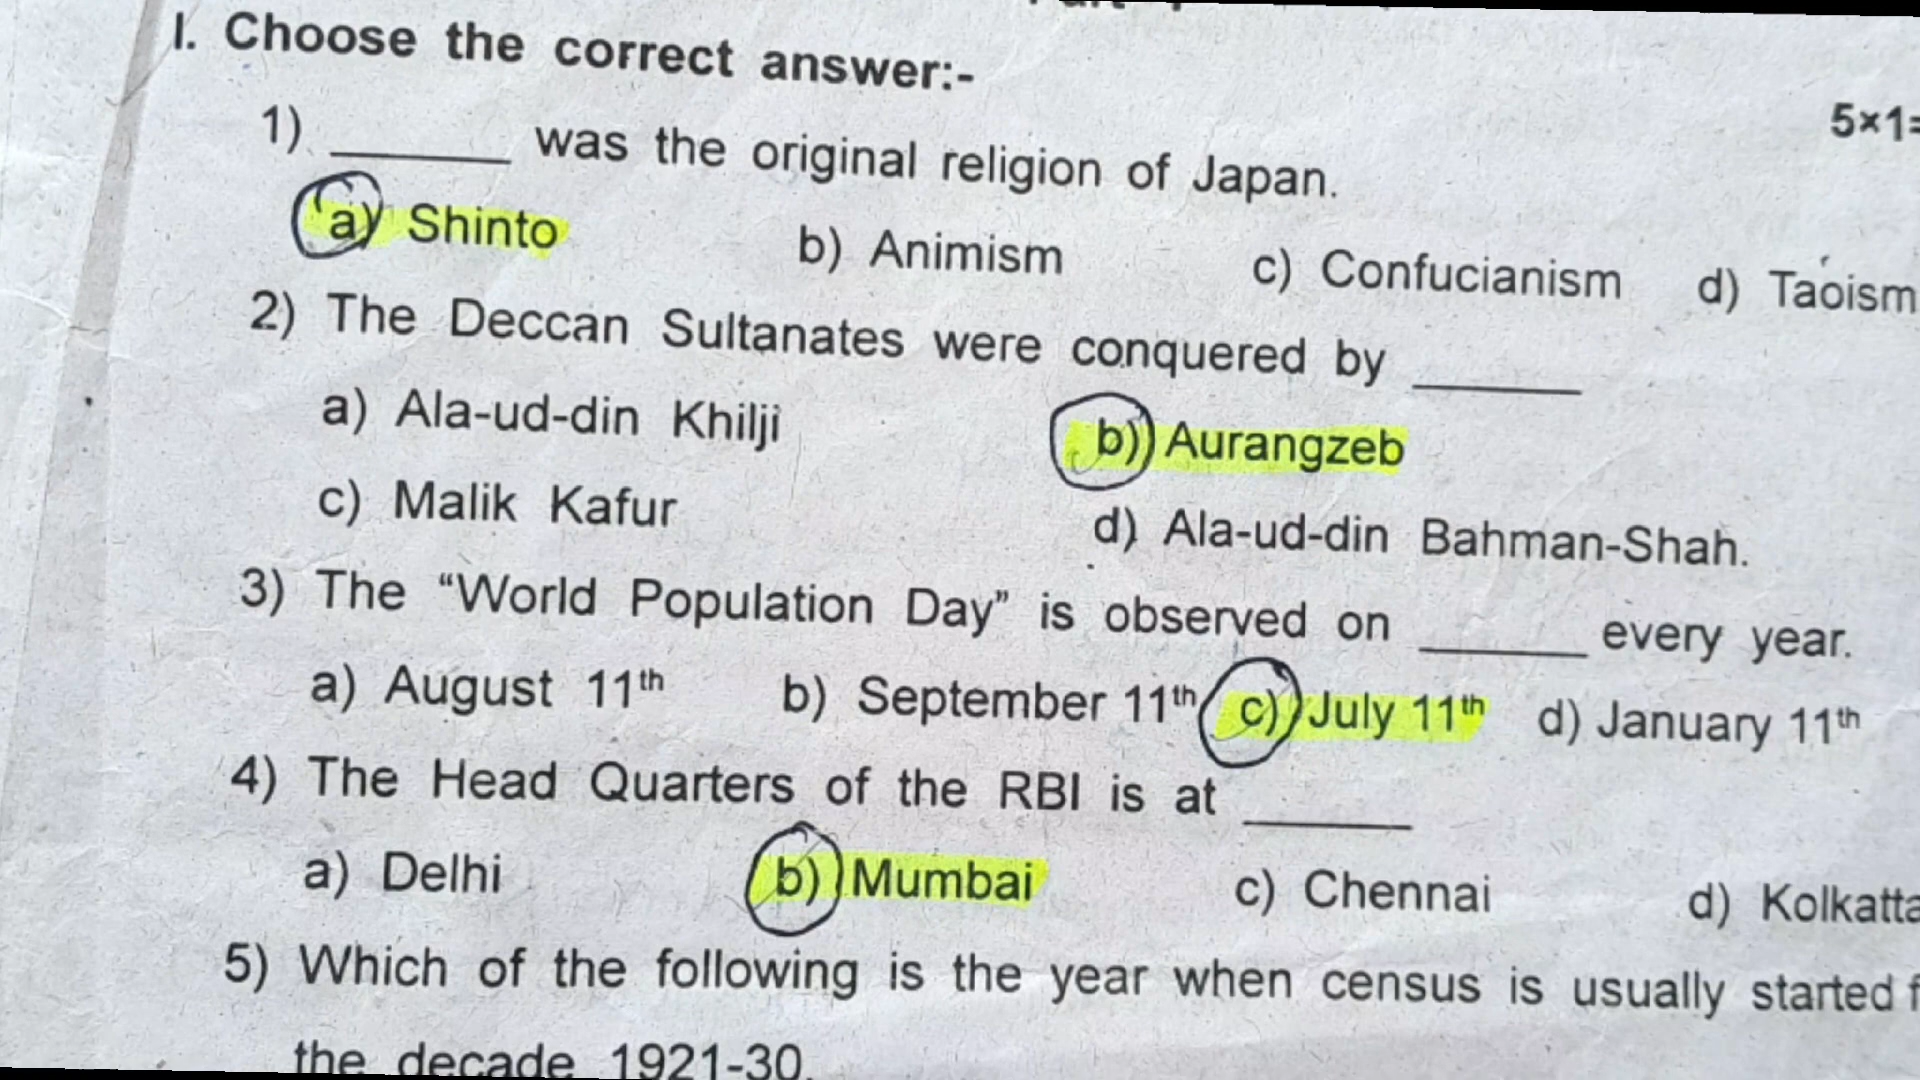 I. Choose the correct answer:-
5×1=
1) ______ was the original religion of Japan.
a) Shinto b) Animism c) Confucianism d) Taoism
2) The Deccan Sultanates were conquered by ______
a) Ala-ud-din Khilji b) Aurangzeb
c) Malik Kafur d) Ala-ud-din Bahman-Shah.
3) The “World Population Day” is observed on ______ every year.
a) August 11th b) September 11th c) July 11th d) January 11th
4) The Head Quarters of the RBI is at ______
a) Delhi b) Mumbai c) Chennai d) Kolkatta
5) Which of the following is the year when census is usually started
the decade 1921-30.